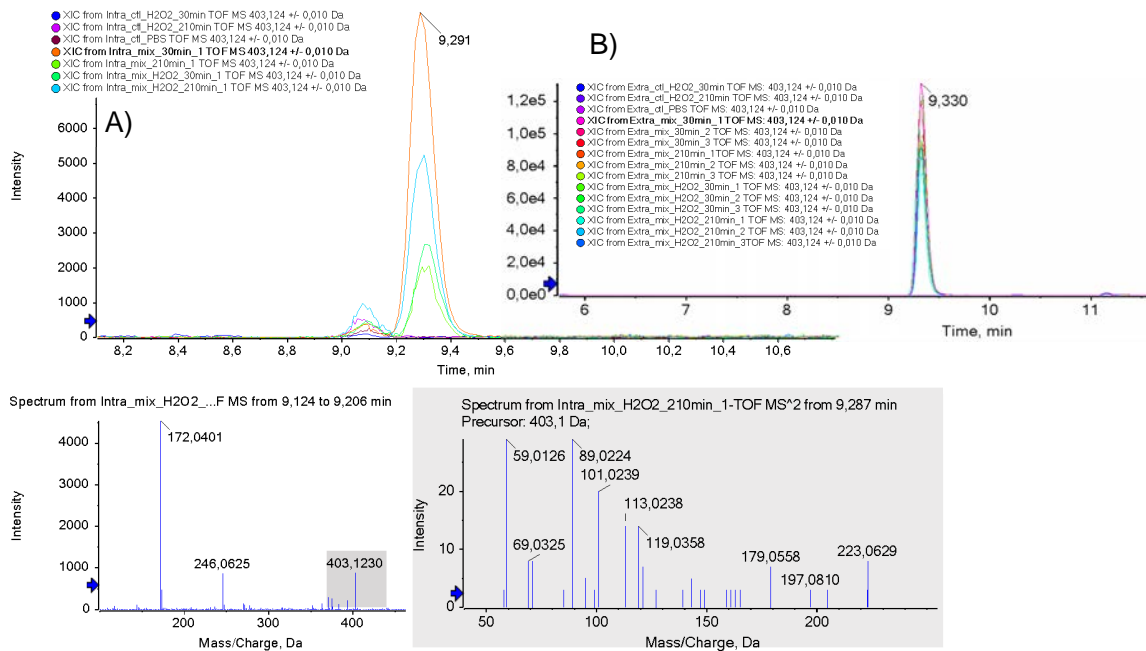 XIC from Intra_ctl_H2O2_30min TOF MS 403,124 +/- 0,010 Da
XIC from Intra_ctl_H2O2_210min TOF MS 403,124 +/- 0,010 Da
XIC from Intra_ctl_PBS TOF MS 403,124 +/- 0,010 Da
XIC from Intra_mix_30min_1 TOF MS 403,124 +/- 0,010 Da
XIC from Intra_mix_210min_1 TOF MS 403,124 +/- 0,010 Da
XIC from Intra_mix_H2O2_30min_1 TOF MS 403,124 +/- 0,010 Da
XIC from Intra_mix_H2O2_210min_1 TOF MS 403,124 +/- 0,010 Da
A)
9,291
Intensity
6000
5000
4000
3000
2000
1000
0
8,2 8,4 8,6 8,8 9,0 9,2 9,4 9,6 9,8 10,0 10,2 10,4 10,6
Time, min
B)
XIC from Extra_ctl_H2O2_30min TOF MS: 403,124 +/- 0,010 Da
XIC from Extra_ctl_H2O2_210min TOF MS: 403,124 +/- 0,010 Da
XIC from Extra_ctl_PBS TOF MS: 403,124 +/- 0,010 Da
XIC from Extra_mix_30min_1TOF MS: 403,124 +/- 0,010 Da
XIC from Extra_mix_30min_2 TOF MS: 403,124 +/- 0,010 Da
XIC from Extra_mix_30min_3 TOF MS: 403,124 +/- 0,010 Da
XIC from Extra_mix_210min_1TOF MS: 403,124 +/- 0,010 Da
XIC from Extra_mix_210min_2 TOF MS: 403,124 +/- 0,010 Da
XIC from Extra_mix_210min_3 TOF MS: 403,124 +/- 0,010 Da
XIC from Extra_mix_H2O2_30min_1 TOF MS: 403,124 +/- 0,010 Da
XIC from Extra_mix_H2O2_30min_2 TOF MS: 403,124 +/- 0,010 Da
XIC from Extra_mix_H2O2_30min_3 TOF MS: 403,124 +/- 0,010 Da
XIC from Extra_mix_H2O2_210min_1 TOF MS: 403,124 +/- 0,010 Da
XIC from Extra_mix_H2O2_210min_2 TOF MS: 403,124 +/- 0,010 Da
XIC from Extra_mix_H2O2_210min_3TOF MS: 403,124 +/- 0,010 Da
9,330
Intensity
1,2e5
1,0e5
8,0e4
6,0e4
4,0e4
2,0e4
0,0e0
6 7 8 9 10 11
Time, min
Spectrum from Intra_mix_H2O2_...F MS from 9,124 to 9,206 min
172,0401
246,0625
403,1230
Intensity
4000
3000
2000
1000
0
200 300 400
Mass/Charge, Da
Spectrum from Intra_mix_H2O2_210min_1-TOF MS^2 from 9,287 min
Precursor: 403,1 Da;
59,0126
89,0224
101,0239
113,0238
69,0325
119,0358
179,0558
223,0629
197,0810
Intensity
20
10
0
50 100 150 200
Mass/Charge, Da